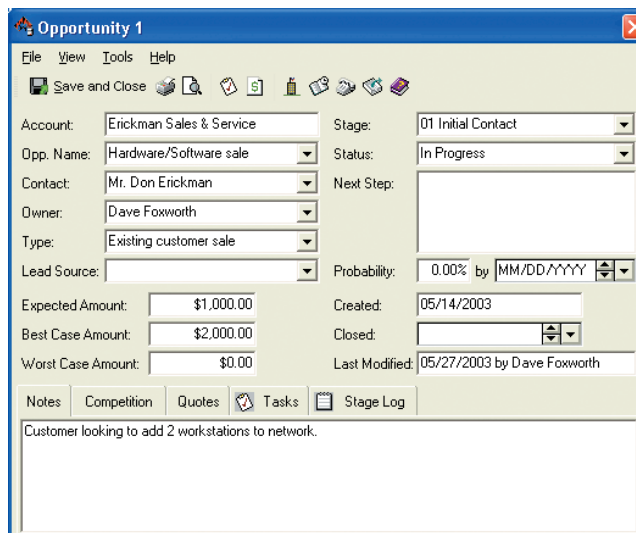 Opportunity 1
File View Tools Help
Save and Close
Account: Erickman Sales & Service
Opp. Name: Hardware/Software sale
Contact: Mr. Don Erickman
Owner: Dave Foxworth
Type: Existing customer sale
Lead Source:
Expected Amount: $1,000.00
Best Case Amount: $2,000.00
Worst Case Amount: $0.00
Stage: 01 Initial Contact
Status: In Progress
Next Step:
Probability: 0.00% by MM/DD/YYYY
Created: 05/14/2003
Closed:
Last Modified: 05/27/2003 by Dave Foxworth
Notes Competition Quotes Tasks Stage Log
Customer looking to add 2 workstations to network.